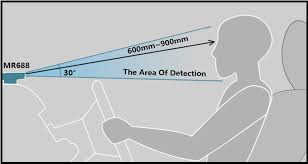 600mm~900mm
MR688
30°
The Area Of Detection